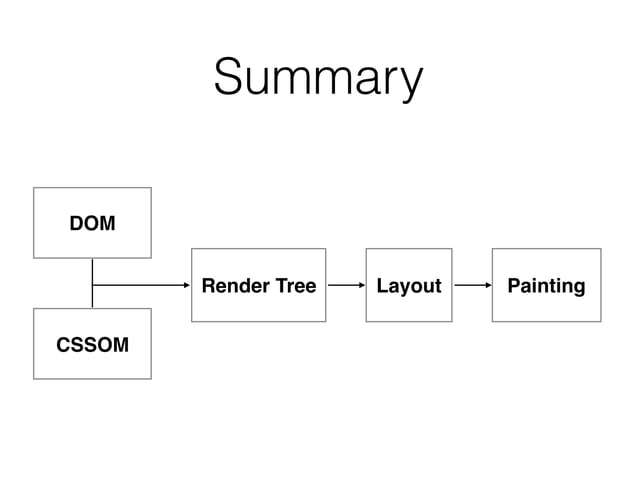 Summary
DOM
CSSOM
Render Tree
Layout
Painting